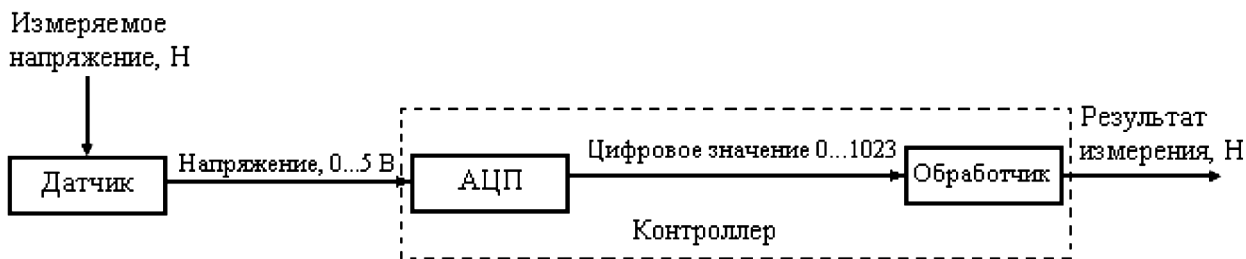 Измеряемое
напряжение, Н
Датчик
Напряжение, 0...5 В
АЦП
Цифровое значение 0...1023
Обработчик
Результат
измерения, Н
Контроллер